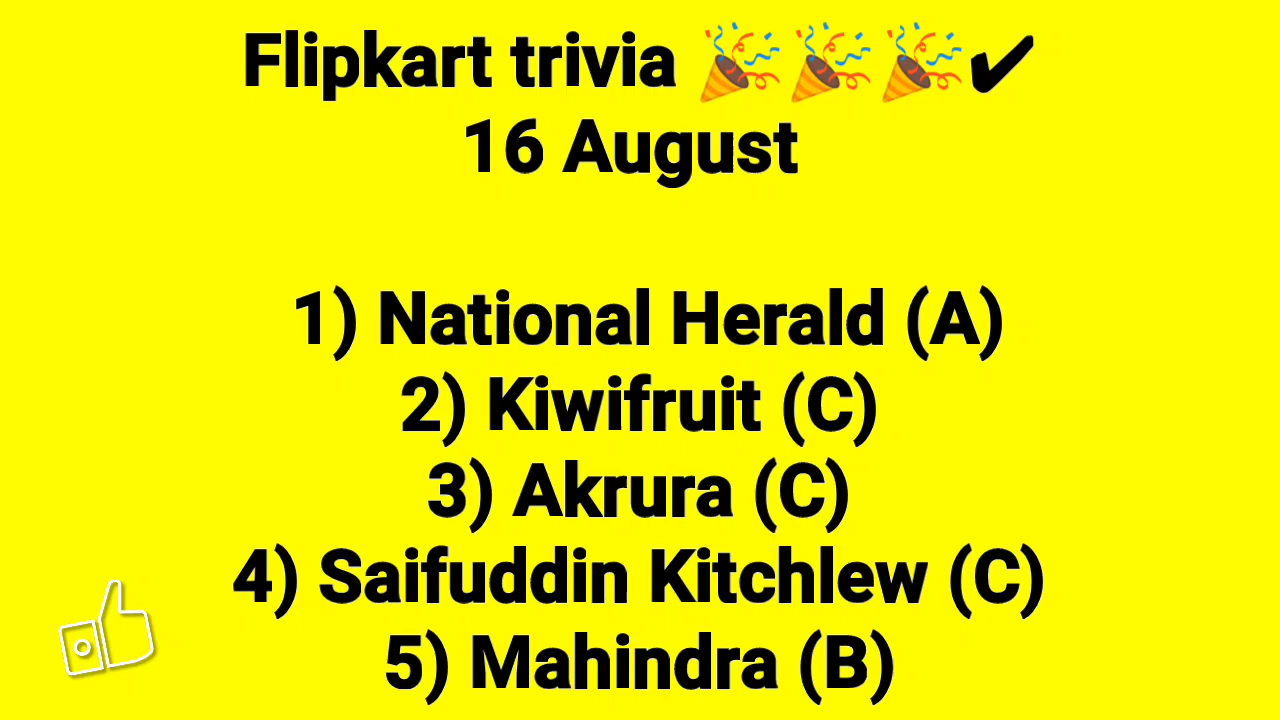 Flipkart trivia 🎉🎉🎉✔
16 August
1) National Herald (A)
2) Kiwifruit (C)
3) Akrura (C)
4) Saifuddin Kitchlew (C)
5) Mahindra (B)